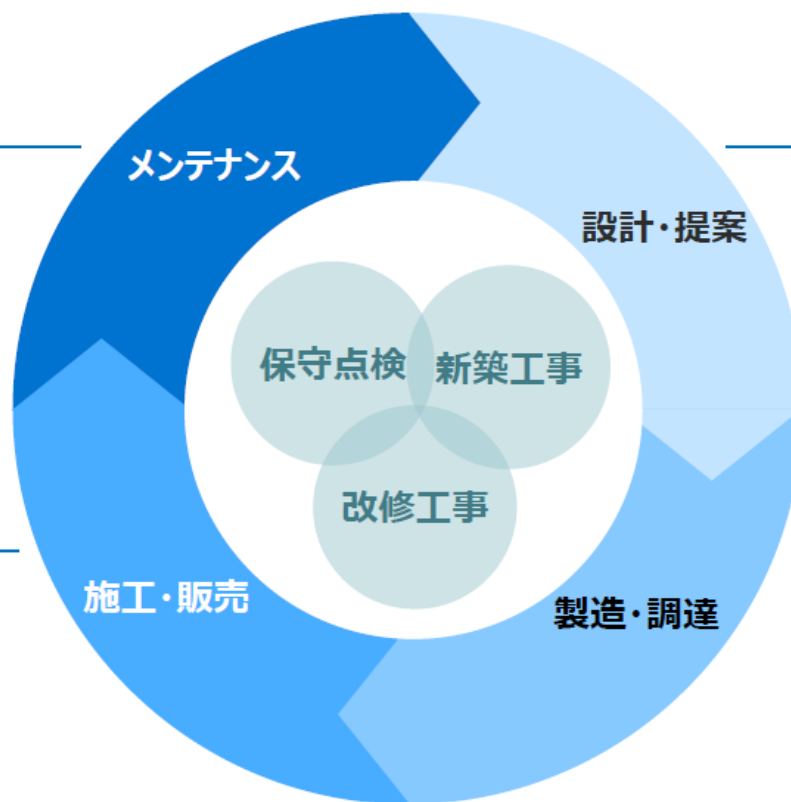 メンテナンス
設計・提案
保守点検
新築工事
改修工事
施工・販売
製造・調達